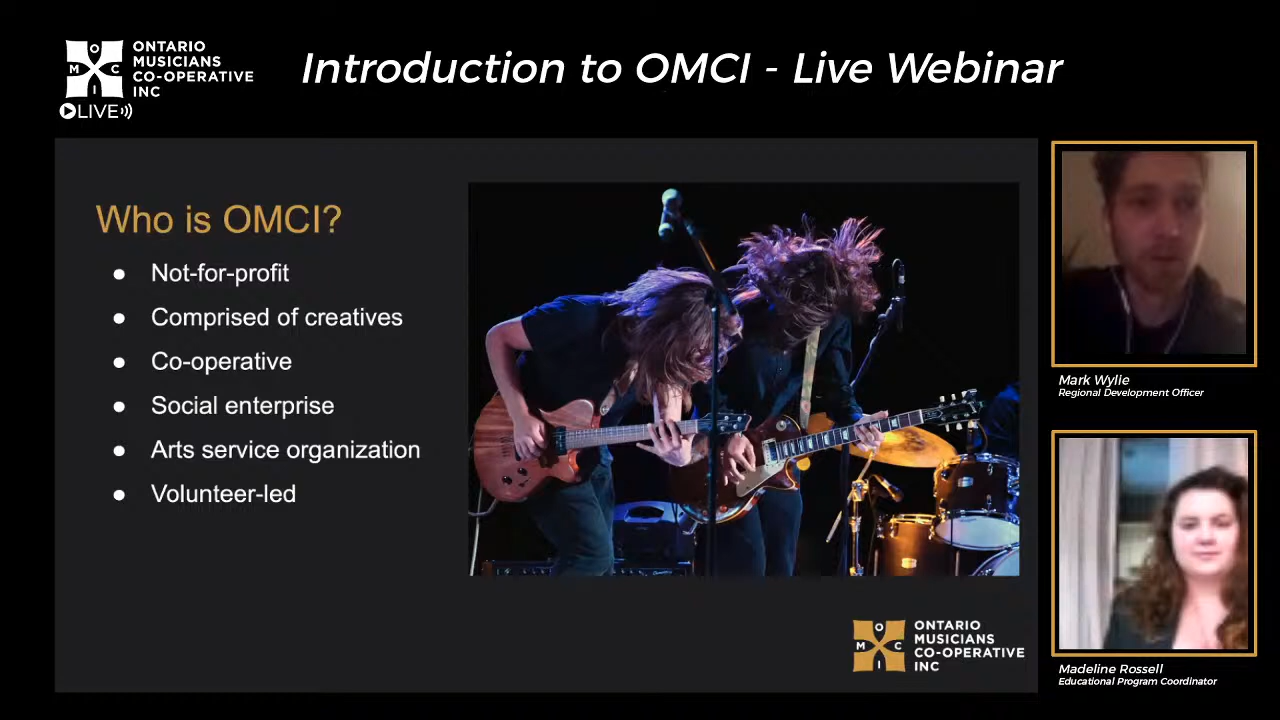 O
M C
I
ONTARIO
MUSICIANS
CO-OPERATIVE
INC
LIVE
Introduction to OMCI - Live Webinar
Who is OMCI?
● Not-for-profit
● Comprised of creatives
● Co-operative
● Social enterprise
● Arts service organization
● Volunteer-led
O
M C
I
ONTARIO
MUSICIANS
CO-OPERATIVE
INC
Mark Wylie
Regional Development Officer
Madeline Rossell
Educational Program Coordinator